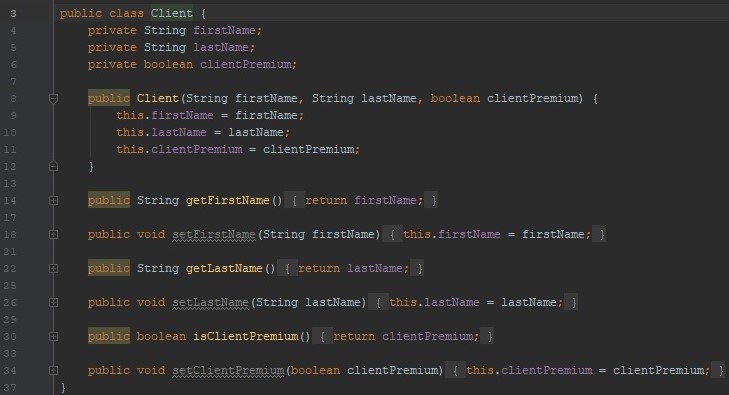 3 public class Client {
4 private String firstName;
5 private String lastName;
6 private boolean clientPremium;
7
8 public Client(String firstName, String lastName, boolean clientPremium) {
9 this.firstName = firstName;
10 this.lastName = lastName;
11 this.clientPremium = clientPremium;
12 }
13
14 public String getFirstName() { return firstName; }
17
18 public void setFirstName(String firstName) { this.firstName = firstName; }
21
22 public String getLastName() { return lastName; }
25
26 public void setLastName(String lastName) { this.lastName = lastName; }
29
30 public boolean isClientPremium() { return clientPremium; }
33
34 public void setClientPremium(boolean clientPremium) { this.clientPremium = clientPremium; }
37 }